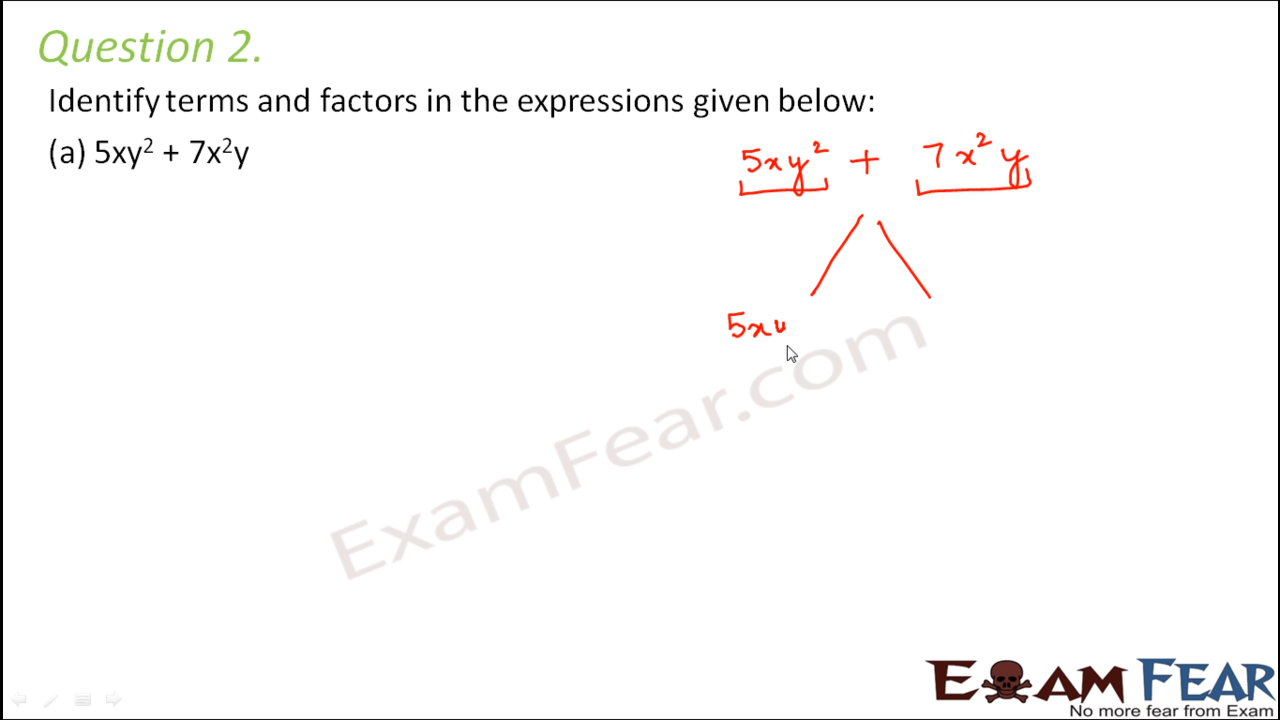 Question 2.
Identify terms and factors in the expressions given below:
(a) 5xy² + 7x²y
5xy² + 7x²y
5x
ExamFear.com
EXAM FEAR
No more fear from Exam